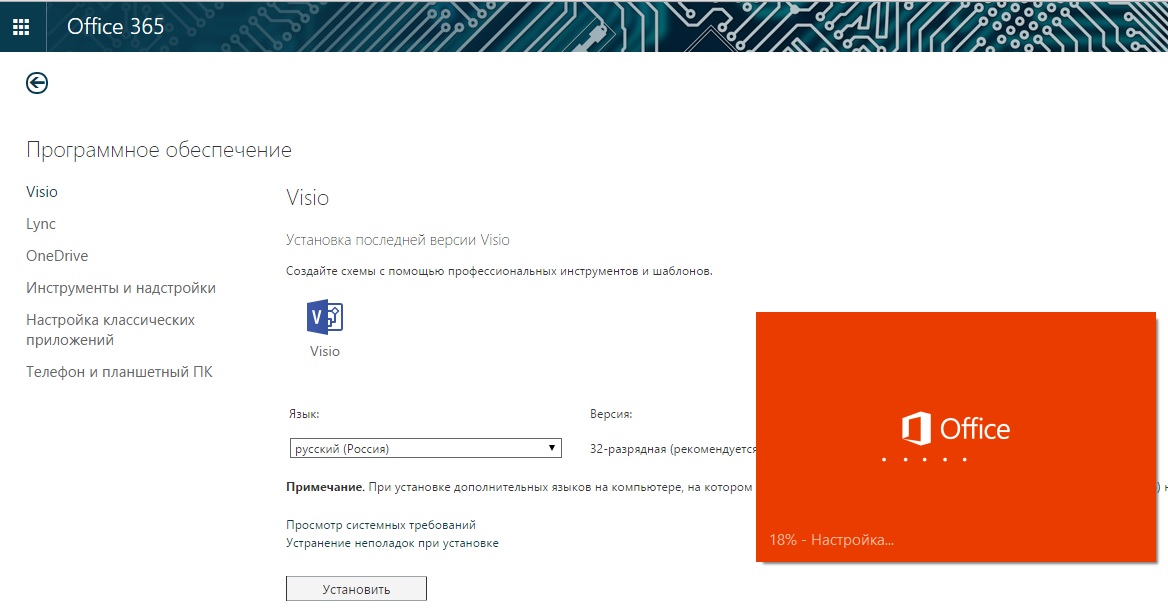 Office 365
Программное обеспечение
Visio
Lync
OneDrive
Инструменты и надстройки
Настройка классических
приложений
Телефон и планшетный ПК
Visio
Установка последней версии Visio
Создайте схемы с помощью профессиональных инструментов и шаблонов.
Visio
Язык:
Версия:
русский (Россия)
32-разрядная (рекомендуется
Примечание. При установке дополнительных языков на компьютере, на котором
) н
Просмотр системных требований
Устранение неполадок при установке
Установить
Office
18% - Настройка...